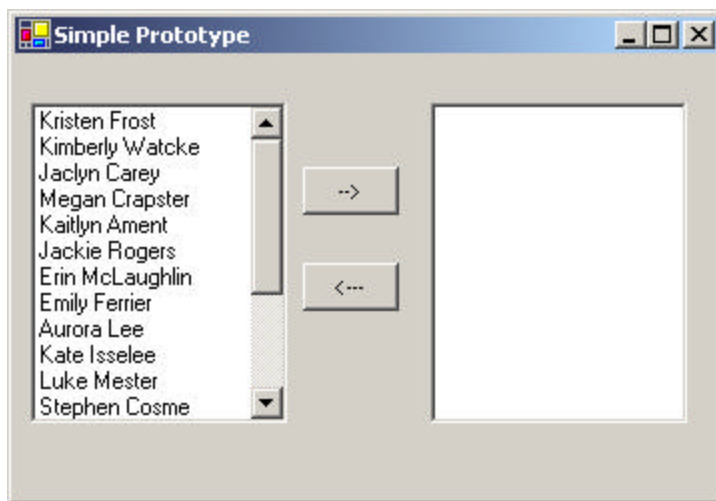 Simple Prototype
Kristen Frost
Kimberly Watcke
Jaclyn Carey
Megan Crapster
Kaitlyn Ament
Jackie Rogers
Erin McLaughlin
Emily Ferrier
Aurora Lee
Kate Isselee
Luke Mester
Stephen Cosme
-->
<---